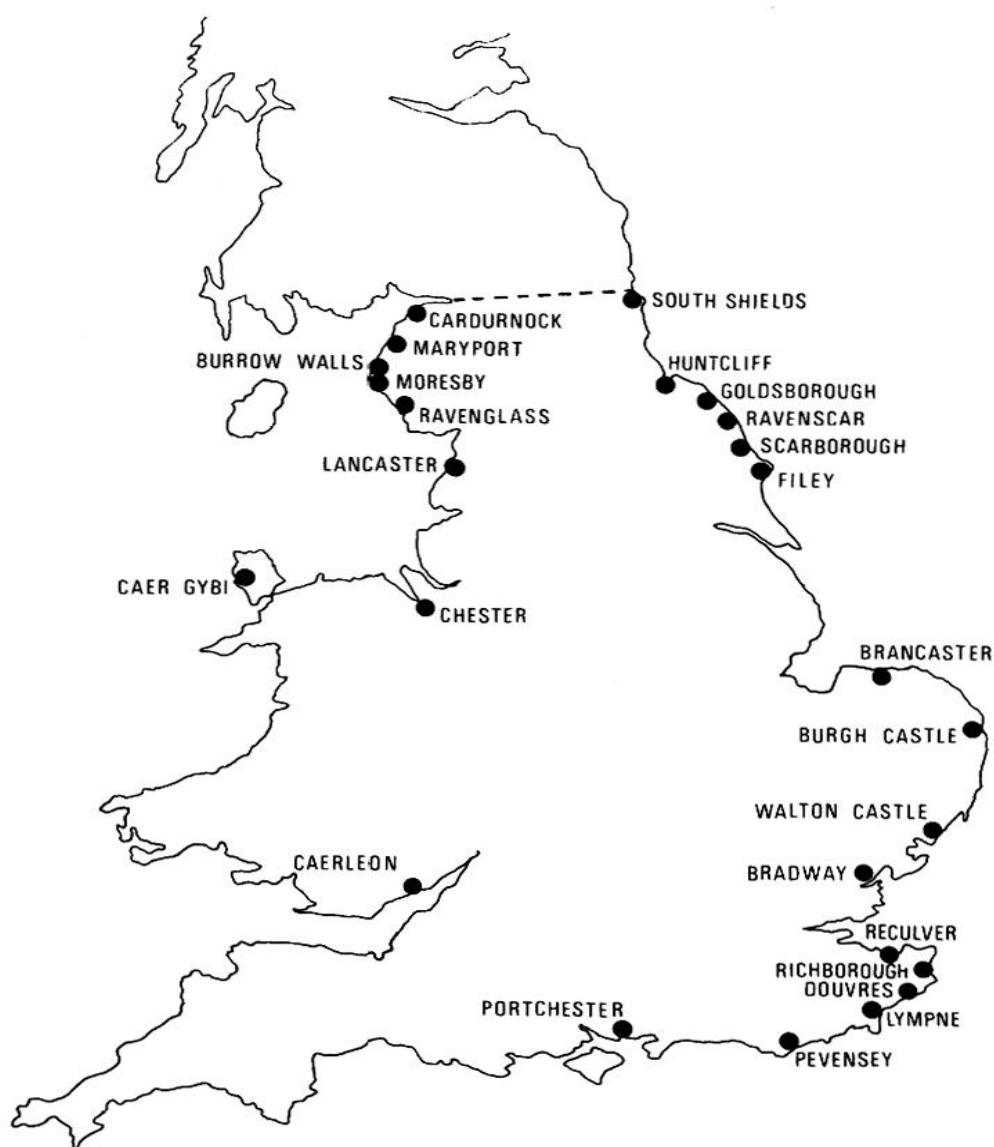 SOUTH SHIELDS
CARDURNOCK
MARYPORT
BURROW WALLS
HUNTCLIFF
MORESBY
GOLDSBOROUGH
RAVENGLASS
RAVENSCAR
SCARBOROUGH
LANCASTER
FILEY
CAER GYBI
CHESTER
BRANCASTER
BURGH CASTLE
WALTON CASTLE
CAERLEON
BRADWAY
RECULVER
RICHBOROUGH
DOUVRES
PORTCHESTER
LYMPNE
PEVENSEY